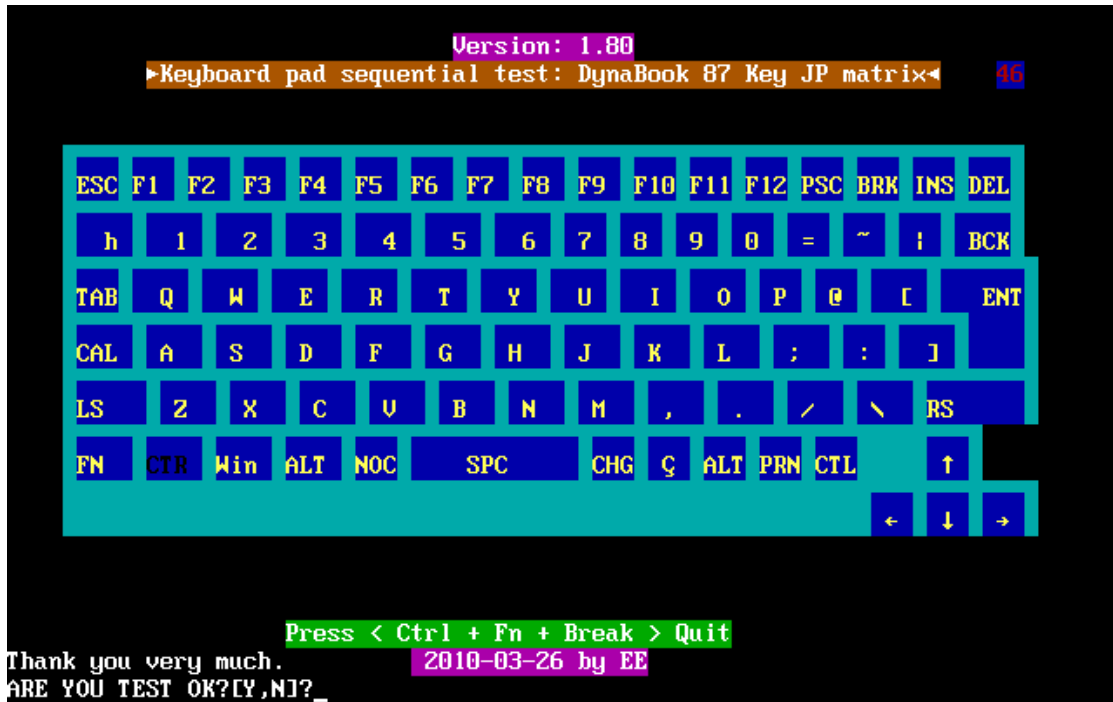 Version: 1.80
►Keyboard pad sequential test: DynaBook 87 Key JP matrix◄ 46
ESC F1 F2 F3 F4 F5 F6 F7 F8 F9 F10 F11 F12 PSC BRK INS DEL
h 1 2 3 4 5 6 7 8 9 0 = ~ ¦ BCK
TAB Q W E R T Y U I O P @ [ ENT
CAL A S D F G H J K L ; : ]
LS Z X C V B N M , . / \ RS
FN CTR Win ALT NOC SPC CHG Ç ALT PRN CTL ↑
← ↓ →
Press < Ctrl + Fn + Break > Quit
Thank you very much. 2010-03-26 by EE
ARE YOU TEST OK?[Y,N]?_